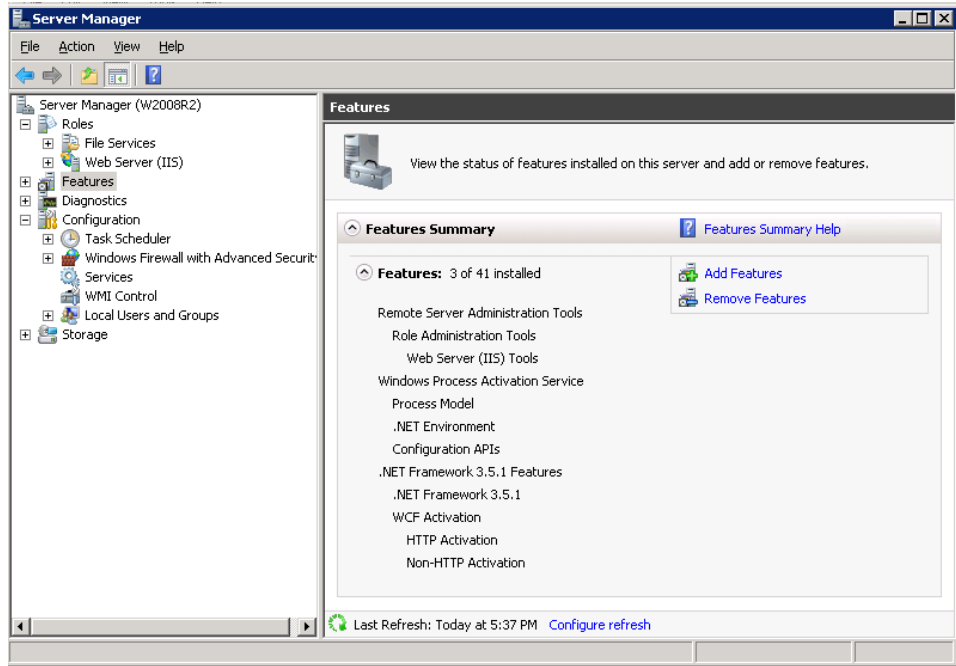 Server Manager
File Action View Help
Server Manager (W2008R2)
Roles
File Services
Web Server (IIS)
Features
Diagnostics
Configuration
Task Scheduler
Windows Firewall with Advanced Securit
Services
WMI Control
Local Users and Groups
Storage
Features
View the status of features installed on this server and add or remove features.
Features Summary
Features Summary Help
Features: 3 of 41 installed
Add Features
Remove Features
Remote Server Administration Tools
Role Administration Tools
Web Server (IIS) Tools
Windows Process Activation Service
Process Model
.NET Environment
Configuration APIs
.NET Framework 3.5.1 Features
.NET Framework 3.5.1
WCF Activation
HTTP Activation
Non-HTTP Activation
Last Refresh: Today at 5:37 PM Configure refresh